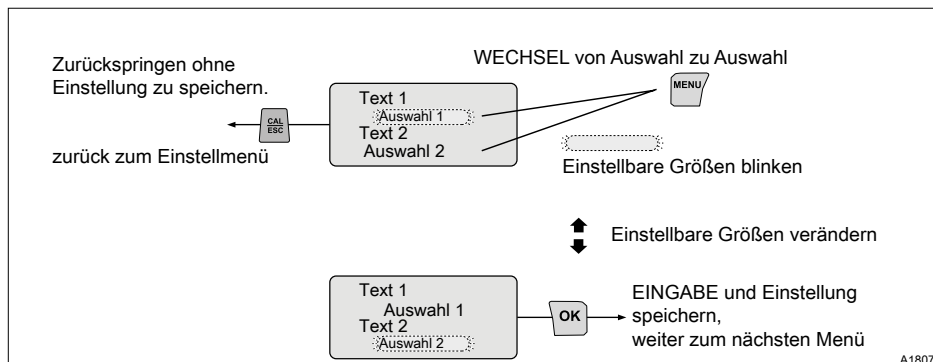 Zurückspringen ohne
Einstellung zu speichern.
CAL
ESC
zurück zum Einstellmenü
Text 1
Auswahl 1
Text 2
Auswahl 2
WECHSEL von Auswahl zu Auswahl
MENU
Einstellbare Größen blinken
Einstellbare Größen verändern
Text 1
Auswahl 1
Text 2
Auswahl 2
OK
EINGABE und Einstellung
speichern,
weiter zum nächsten Menü
A1807